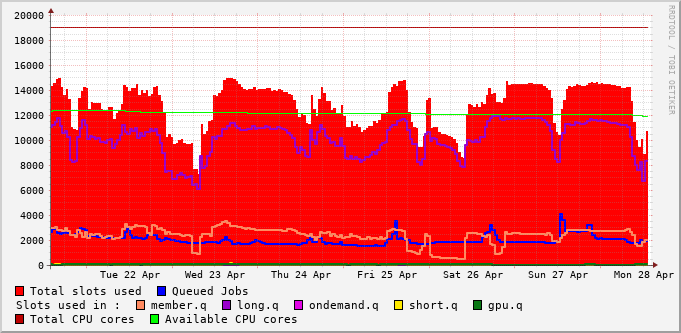 RRDTOOL / TOBI OETIKER
20000
18000
16000
14000
12000
10000
8000
6000
4000
2000
0
Tue 22 Apr Wed 23 Apr Thu 24 Apr Fri 25 Apr Sat 26 Apr Sun 27 Apr Mon 28 Apr
Total slots used Queued Jobs
Slots used in : member.q long.q ondemand.q short.q gpu.q
Total CPU cores Available CPU cores